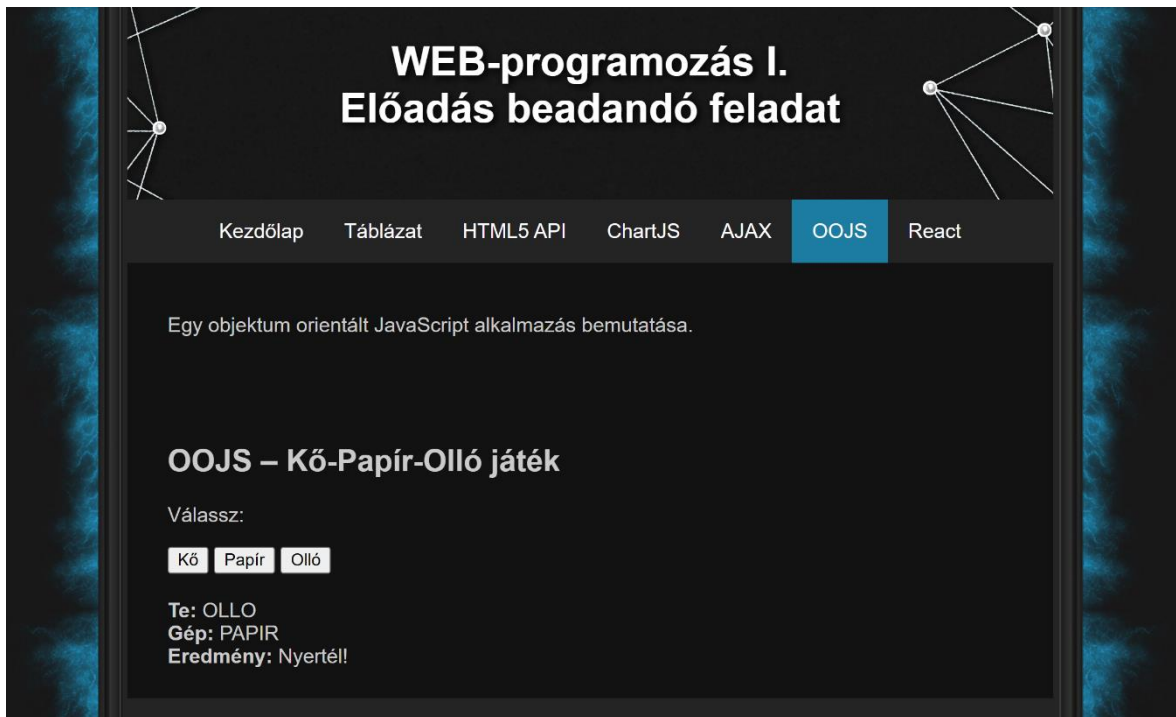 WEB-programozás I.
Előadás beadandó feladat
Kezdőlap Táblázat HTML5 API ChartJS AJAX OOJS React
Egy objektum orientált JavaScript alkalmazás bemutatása.
OOJS – Kő-Papír-Olló játék
Válassz:
Kő Papír Olló
Te: OLLO
Gép: PAPIR
Eredmény: Nyertél!